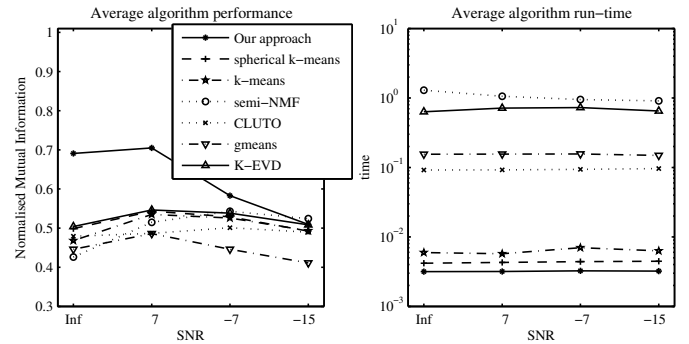 Average algorithm performance
Normalised Mutual Information
1
0.9
0.8
0.7
0.6
0.5
0.4
0.3
Inf
7
−7
−15
SNR
Our approach
spherical k−means
k−means
semi−NMF
CLUTO
gmeans
K−EVD
Average algorithm run−time
time
10^1
10^0
10^−1
10^−2
10^−3
Inf
7
−7
−15
SNR